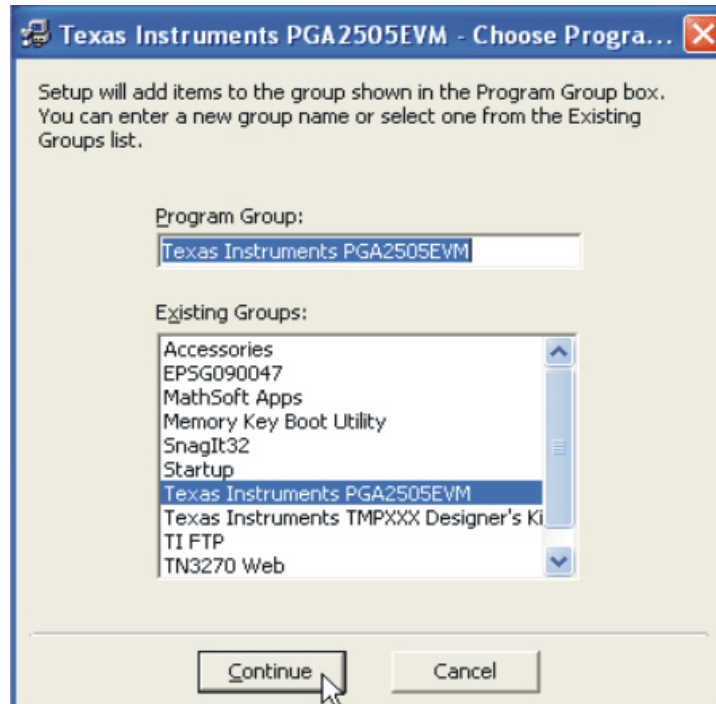 Texas Instruments PGA2505EVM - Choose Progra...
Setup will add items to the group shown in the Program Group box.
You can enter a new group name or select one from the Existing
Groups list.
Program Group:
Texas Instruments PGA2505EVM
Existing Groups:
Accessories
EPSG090047
MathSoft Apps
Memory Key Boot Utility
SnagIt32
Startup
Texas Instruments PGA2505EVM
Texas Instruments TMPXXX Designer's Ki
TI FTP
TN3270 Web
Continue
Cancel